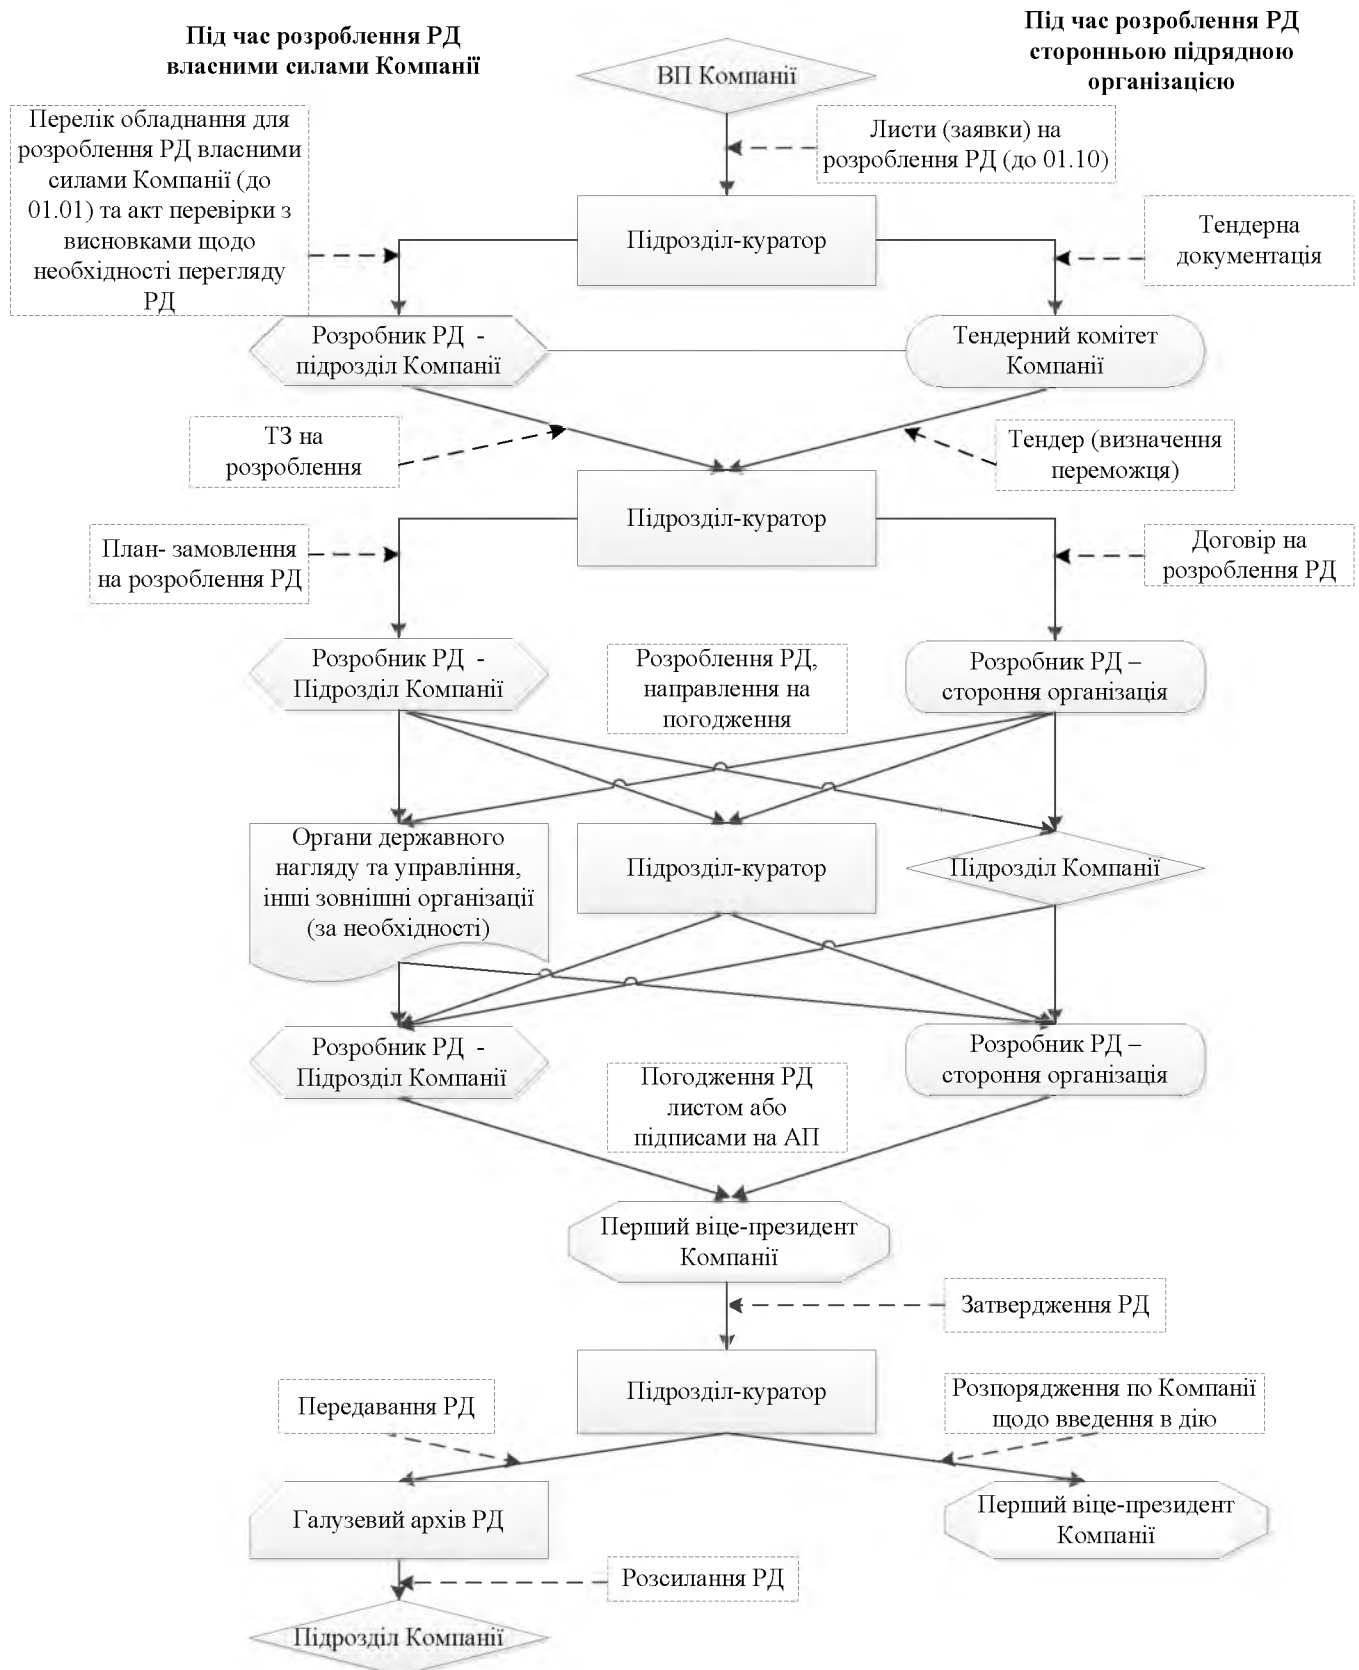 Під час розроблення РД
власними силами Компанії
Під час розроблення РД
сторонньою підрядною
організацією
ВП Компанії
Перелік обладнання для
розроблення РД власними
силами Компанії (до
01.01) та акт перевірки з
висновками щодо
необхідності перегляду
РД
Листи (заявки) на
розроблення РД (до 01.10)
Підрозділ-куратор
Тендерна
документація
Розробник РД -
підрозділ Компанії
Тендерний комітет
Компанії
ТЗ на
розроблення
Тендер (визначення
переможця)
Підрозділ-куратор
План- замовлення
на розроблення РД
Договір на
розроблення РД
Розробник РД -
Підрозділ Компанії
Розроблення РД,
направлення на
погодження
Розробник РД –
стороння організація
Органи державного
нагляду та управління,
інші зовнішні організації
(за необхідності)
Підрозділ-куратор
Підрозділ Компанії
Розробник РД -
Підрозділ Компанії
Розробник РД –
стороння організація
Погодження РД
листом або
підписами на АП
Перший віце-президент
Компанії
Затвердження РД
Підрозділ-куратор
Передавання РД
Розпорядження по Компанії
щодо введення в дію
Галузевий архів РД
Перший віце-президент
Компанії
Розсилання РД
Підрозділ Компанії